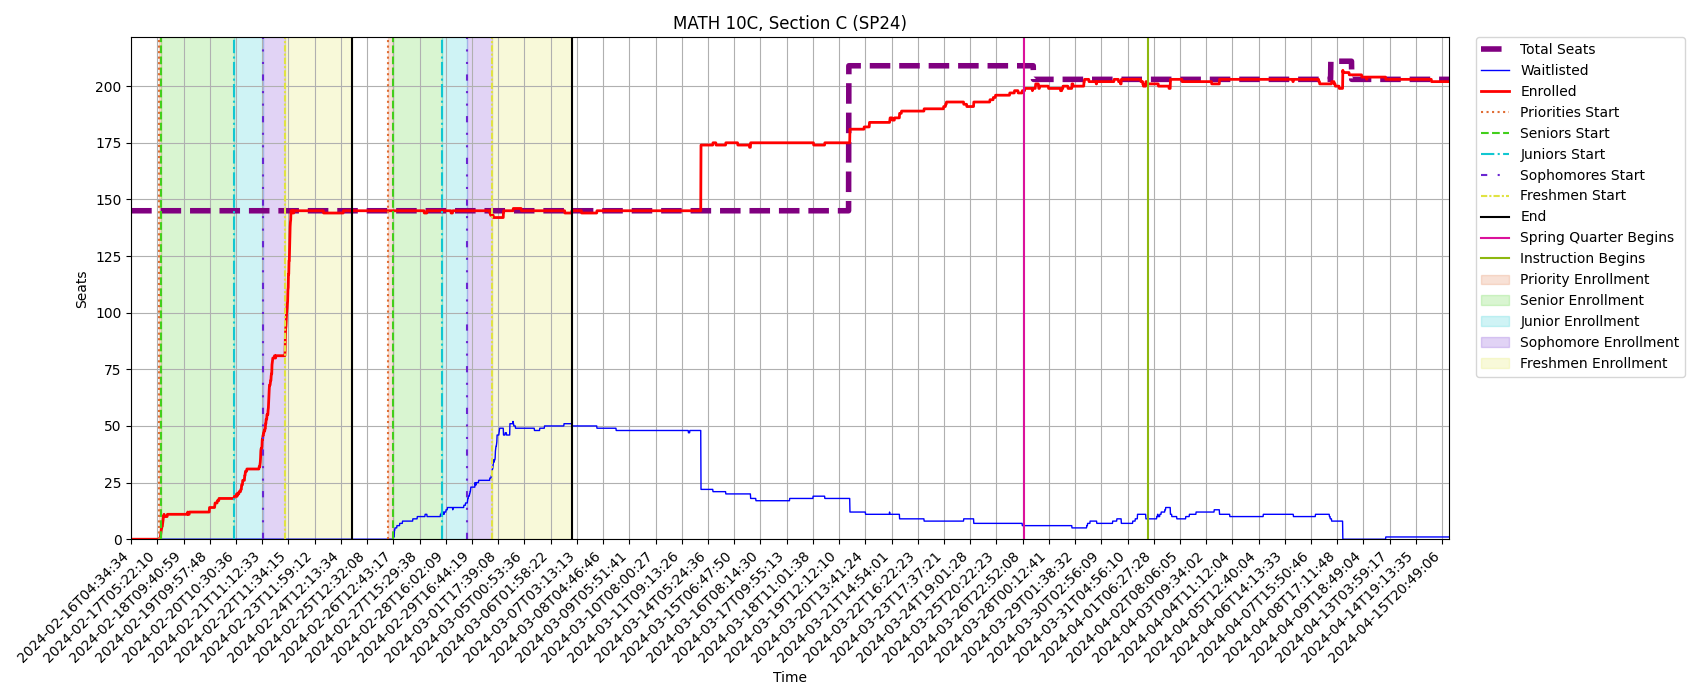 MATH 10C, Section C (SP24)
Seats
200
175
150
125
100
75
50
25
0
2024-02-16T04:34:34
2024-02-17T05:22:10
2024-02-18T09:40:59
2024-02-19T09:57:48
2024-02-20T10:30:36
2024-02-21T11:12:33
2024-02-22T11:34:15
2024-02-23T11:59:12
2024-02-24T12:13:34
2024-02-25T12:32:08
2024-02-26T12:43:17
2024-02-27T15:29:38
2024-02-28T16:02:09
2024-02-29T16:44:19
2024-03-01T17:39:08
2024-03-05T00:53:36
2024-03-06T01:58:22
2024-03-07T03:13:13
2024-03-08T04:46:46
2024-03-09T05:51:41
2024-03-10T08:00:27
2024-03-11T09:13:26
2024-03-14T05:24:36
2024-03-15T06:47:50
2024-03-16T08:14:30
2024-03-17T09:55:13
2024-03-18T11:01:38
2024-03-19T12:12:10
2024-03-20T13:41:24
2024-03-21T14:54:01
2024-03-22T16:22:23
2024-03-23T17:37:21
2024-03-24T19:01:28
2024-03-25T20:22:23
2024-03-26T22:52:08
2024-03-28T00:12:41
2024-03-29T01:38:32
2024-03-30T02:56:09
2024-03-31T04:56:10
2024-04-01T06:27:28
2024-04-02T08:06:05
2024-04-03T09:34:02
2024-04-04T11:12:04
2024-04-05T12:40:04
2024-04-06T14:13:33
2024-04-07T15:50:46
2024-04-08T17:11:48
2024-04-09T18:49:04
2024-04-13T03:59:17
2024-04-14T19:13:35
2024-04-15T20:49:06
Time
Total Seats
Waitlisted
Enrolled
Priorities Start
Seniors Start
Juniors Start
Sophomores Start
Freshmen Start
End
Spring Quarter Begins
Instruction Begins
Priority Enrollment
Senior Enrollment
Junior Enrollment
Sophomore Enrollment
Freshmen Enrollment